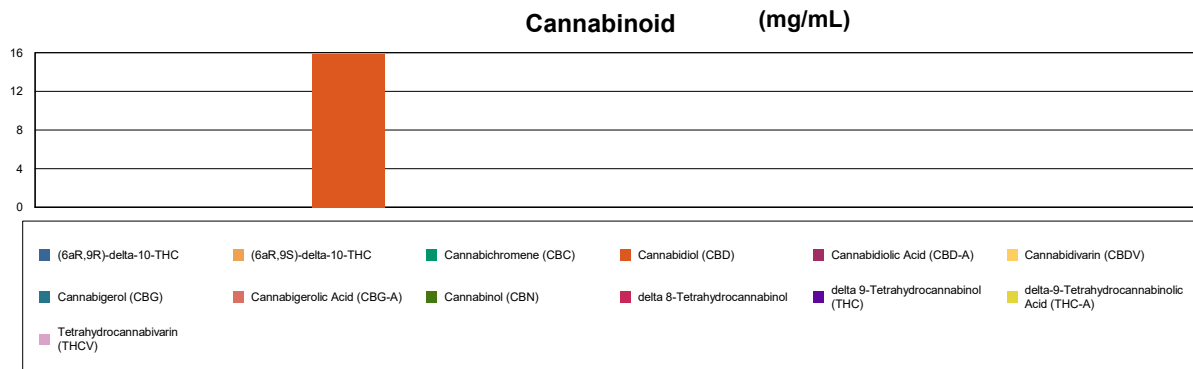 Cannabinoid (mg/mL)
16
12
8
4
0
(6aR,9R)-delta-10-THC
(6aR,9S)-delta-10-THC
Cannabichromene (CBC)
Cannabidiol (CBD)
Cannabidiolic Acid (CBD-A)
Cannabidivarin (CBDV)
Cannabigerol (CBG)
Cannabigerolic Acid (CBG-A)
Cannabinol (CBN)
delta 8-Tetrahydrocannabinol
delta 9-Tetrahydrocannabinol
(THC)
delta-9-Tetrahydrocannabinolic
Acid (THC-A)
Tetrahydrocannabivarin
(THCV)